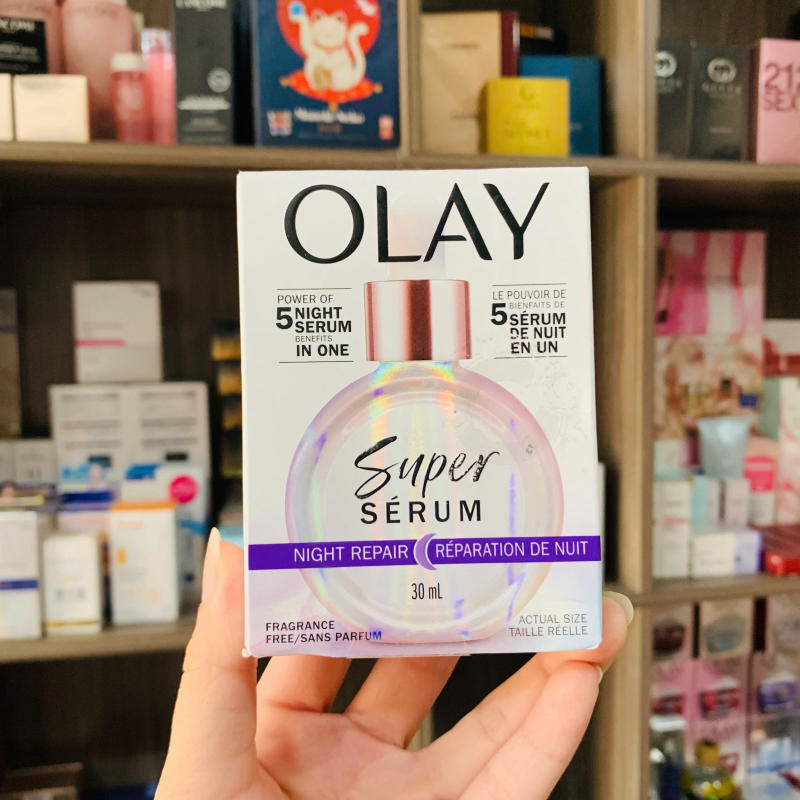 OLAY
POWER OF
5 NIGHT
SERUM
BENEFITS
IN ONE
LE POUVOIR DE
BIENFAITS DE
5 SÉRUM
DE NUIT
EN UN
Super
SÉRUM
NIGHT REPAIR RÉPARATION DE NUIT
30 mL
FRAGRANCE
FREE/SANS PARFUM
ACTUAL SIZE
TAILLE RÉELLE
212